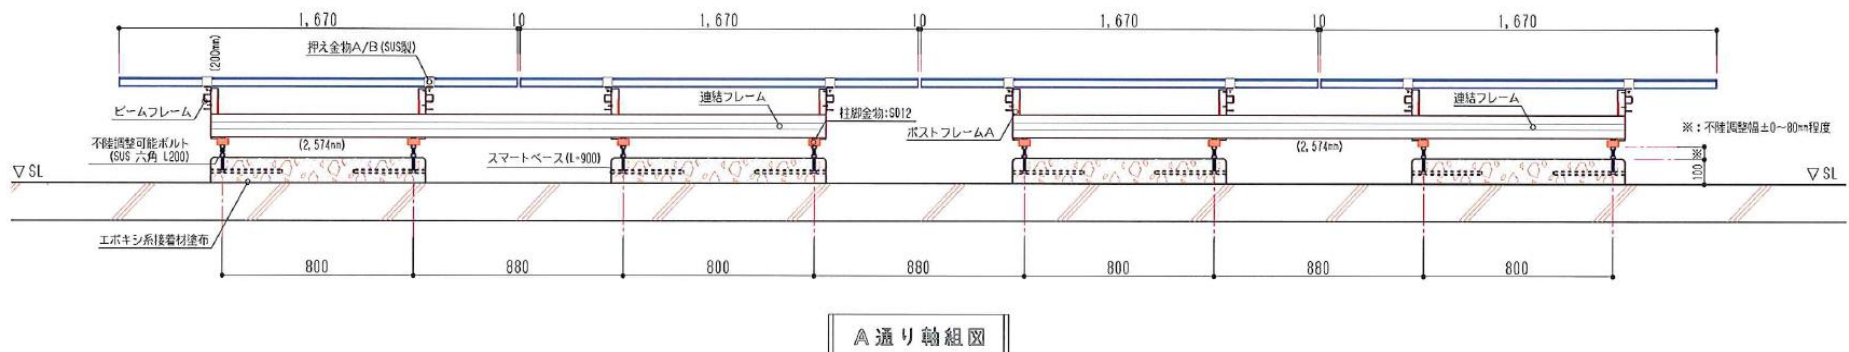 1,670
10
1,670
10
1,670
10
1,670
(200mm)
押え金物A/B(SUS製)
ビームフレーム
連結フレーム
柱脚金物:SD12
ポストフレームA
連結フレーム
※:不陸調整幅±0~80mm程度
不陸調整可能ボルト
(SUS 六角 L200)
(2,574mm)
スマートベース(L=900)
(2,574mm)
100 ※
▽SL
▽SL
エポキシ系接着材塗布
800
880
800
880
800
880
800
A通り軸組図